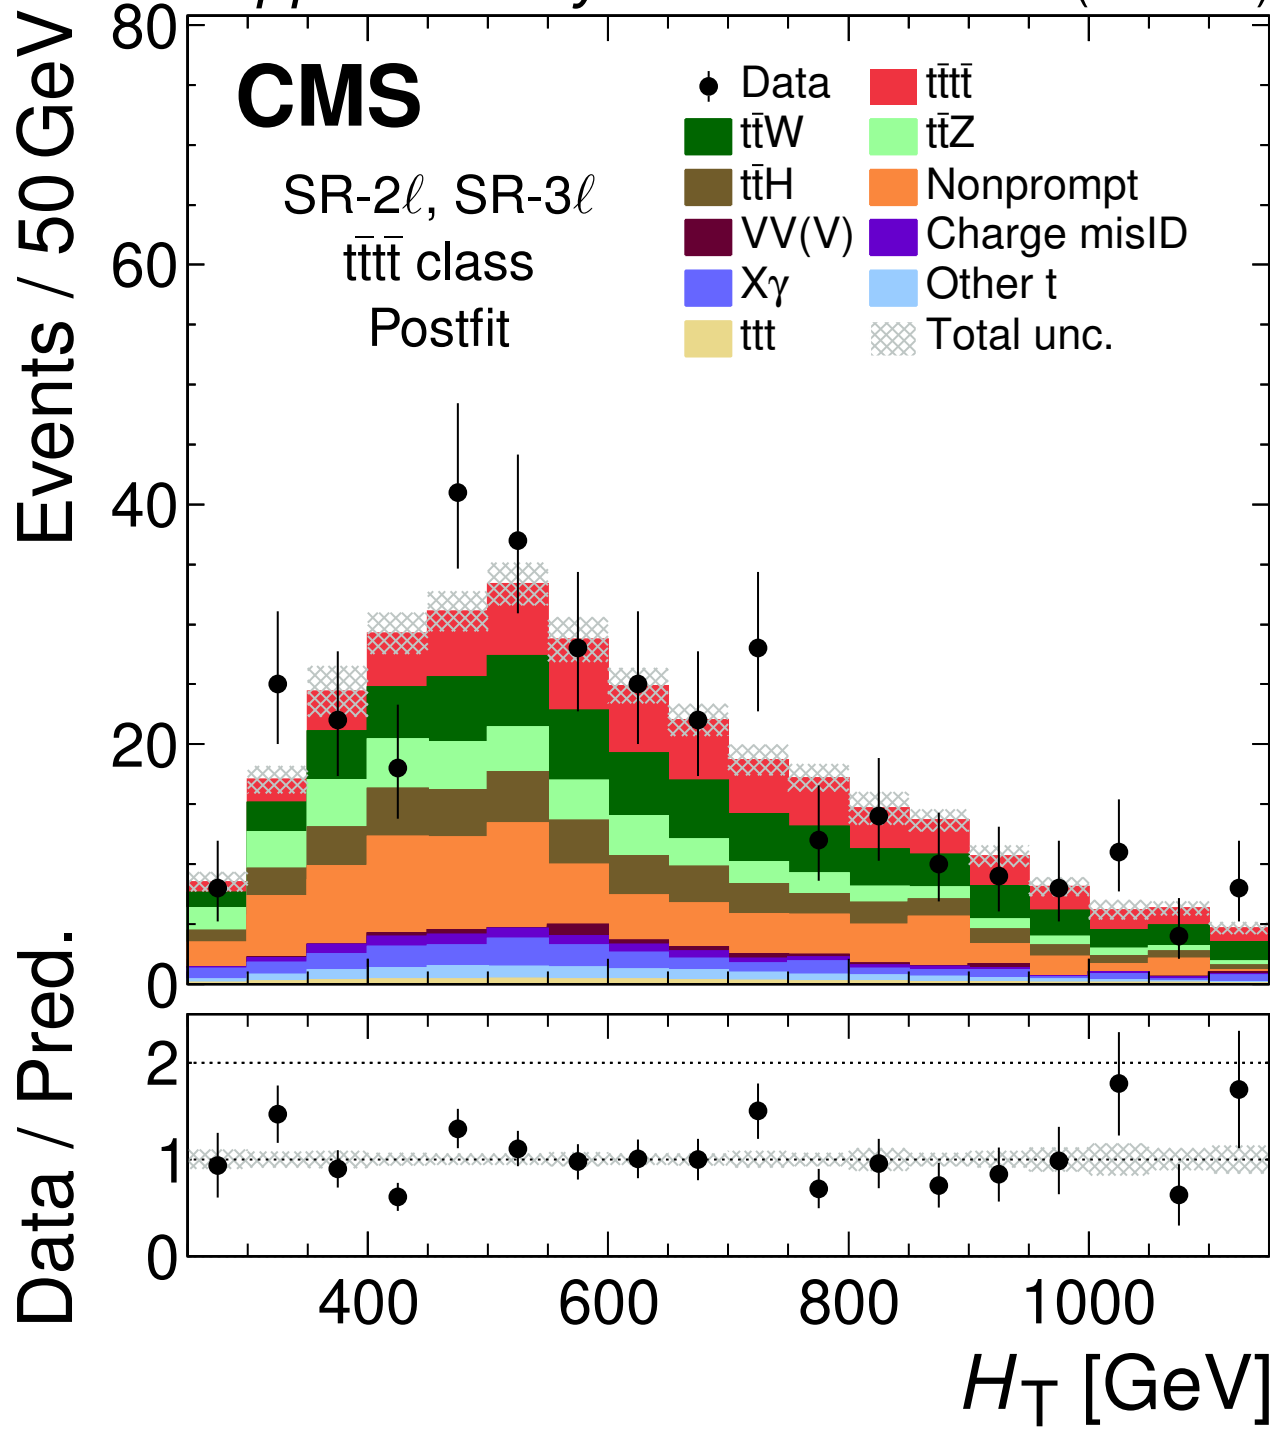 CMS
SR-2ℓ, SR-3ℓ
tt̄tt̄ class
Postfit
Data
tt̄tt̄
tt̄W
tt̄Z
tt̄H
Nonprompt
VV(V)
Charge misID
Xγ
Other t
ttt
Total unc.
Events / 50 GeV
80
60
40
20
0
Data / Pred.
2
1
0
400 600 800 1000
H_T [GeV]